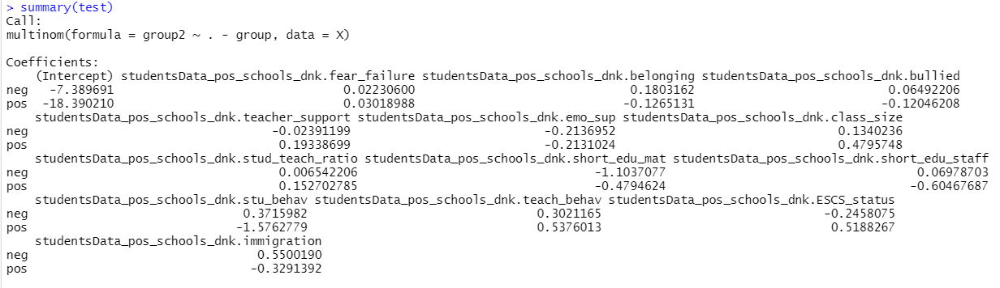 > summary(test)
Call:
multinom(formula = group2 ~ . - group, data = X)

Coefficients:
    (Intercept) studentsData_pos_schools_dnk.fear_failure studentsData_pos_schools_dnk.belonging studentsData_pos_schools_dnk.bullied
neg   -7.389691                                0.02230600                              0.1803162                           0.06492206
pos  -18.390210                                0.03018988                             -0.1265131                          -0.12046208
    studentsData_pos_schools_dnk.teacher_support studentsData_pos_schools_dnk.emo_sup studentsData_pos_schools_dnk.class_size
neg                                  -0.02391199                           -0.2136952                               0.1340236
pos                                   0.19338699                           -0.2131024                               0.4795748
    studentsData_pos_schools_dnk.stud_teach_ratio studentsData_pos_schools_dnk.short_edu_mat studentsData_pos_schools_dnk.short_edu_staff
neg                                   0.006542206                                 -1.1037077                                   0.06978703
pos                                   0.152702785                                 -0.4794624                                  -0.60467687
    studentsData_pos_schools_dnk.stu_behav studentsData_pos_schools_dnk.teach_behav studentsData_pos_schools_dnk.ESCS_status
neg                              0.3715982                                0.3021165                               -0.2458075
pos                             -1.5762779                                0.5376013                                0.5188267
    studentsData_pos_schools_dnk.immigration
neg                                0.5500190
pos                               -0.3291392